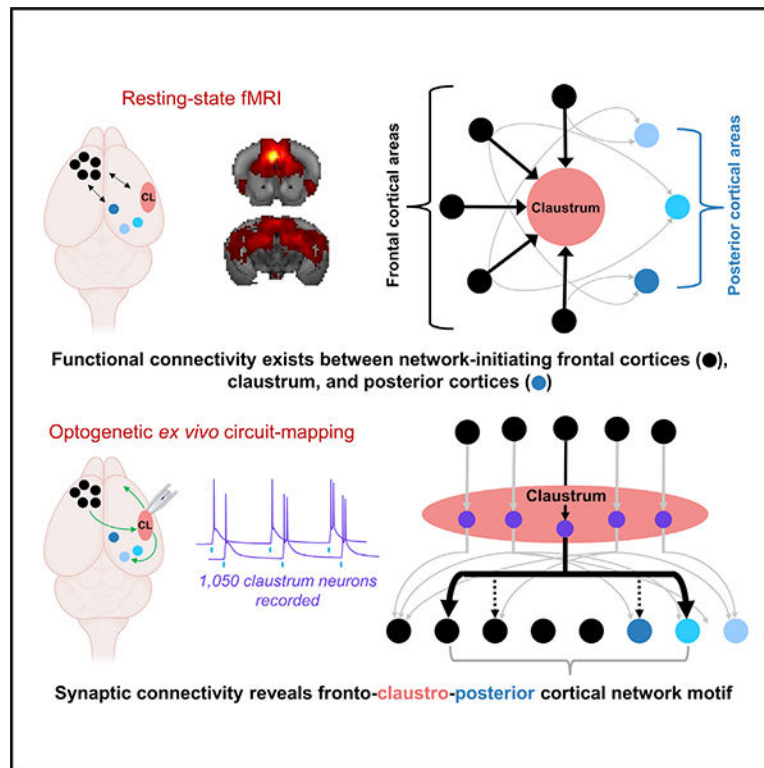 Resting-state fMRI
CL
Frontal cortical areas
Claustrum
Posterior cortical areas
Functional connectivity exists between network-initiating frontal cortices (●),
claustrum, and posterior cortices (●)
Optogenetic ex vivo circuit-mapping
CL
1,050 claustrum neurons
recorded
Claustrum
Synaptic connectivity reveals fronto-claustro-posterior cortical network motif